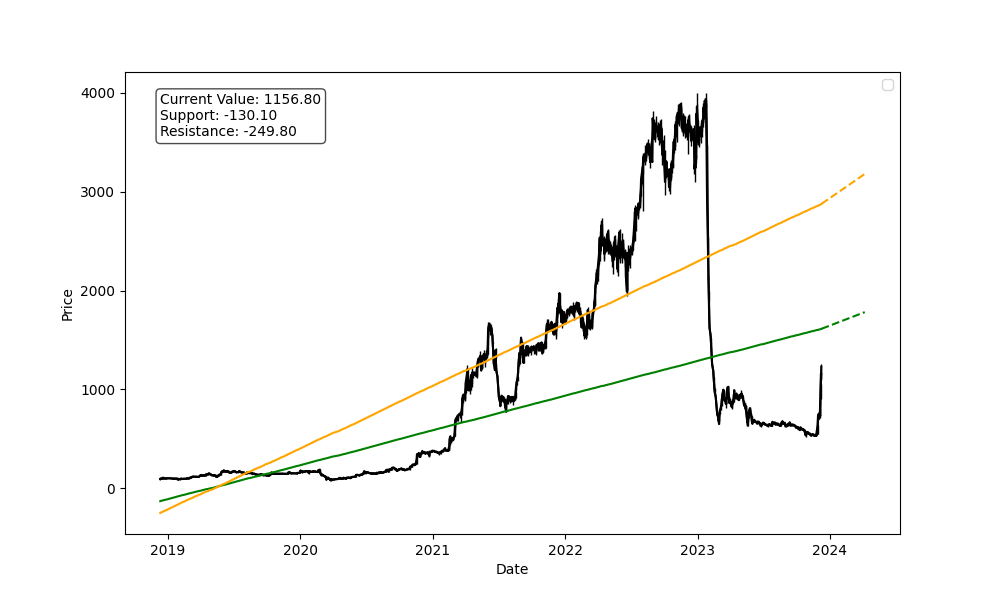 Current Value: 1156.80
Support: -130.10
Resistance: -249.80
4000
3000
2000
1000
0
Price
2019 2020 2021 2022 2023 2024
Date